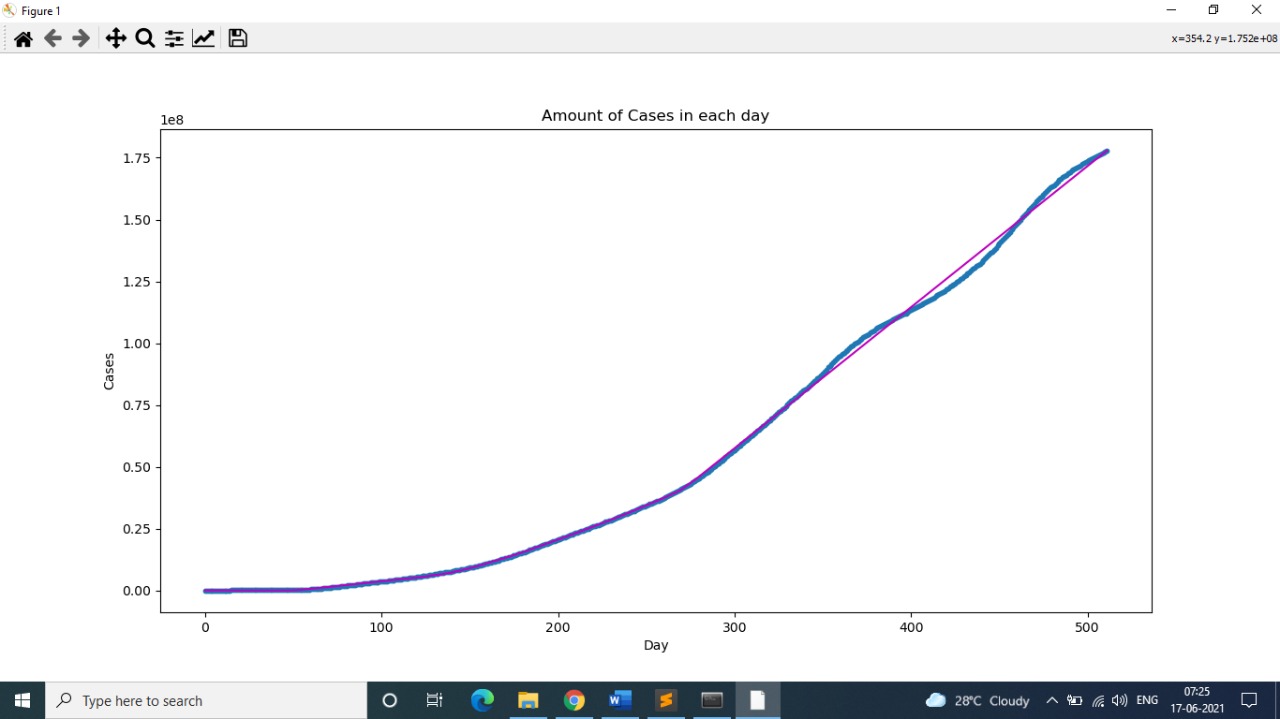 Figure 1
x=354.2 y=1.752e+08
Amount of Cases in each day
1e8
1.75
1.50
1.25
1.00
0.75
0.50
0.25
0.00
Cases
0 100 200 300 400 500
Day
Type here to search
28°C Cloudy
ENG
07:25
17-06-2021